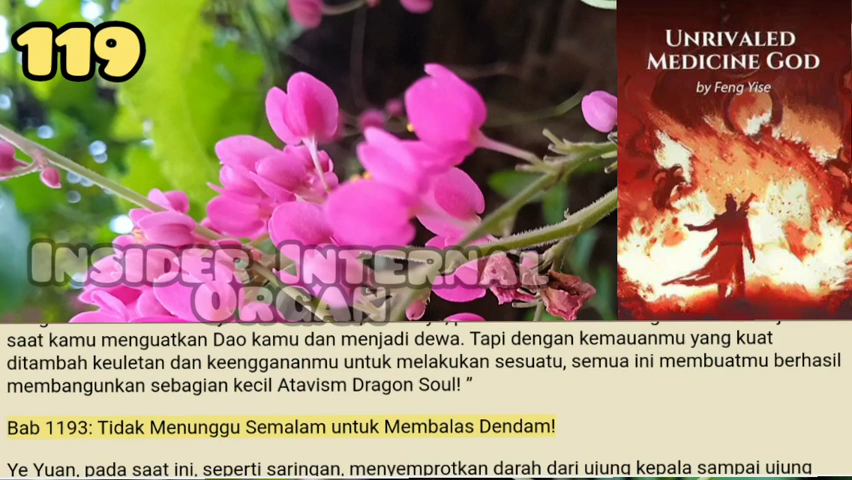 119
UNRIVALED
MEDICINE GOD
by Feng Yise
INSIDER INTERNAL
ORGAN
saat kamu menguatkan Dao kamu dan menjadi dewa. Tapi dengan kemauanmu yang kuat
ditambah keuletan dan keenggananmu untuk melakukan sesuatu, semua ini membuatmu berhasil
membangunkan sebagian kecil Atavism Dragon Soul! ”
Bab 1193: Tidak Menunggu Semalam untuk Membalas Dendam!
Ye Yuan, pada saat ini, seperti saringan, menyemprotkan darah dari ujung kepala sampai ujung